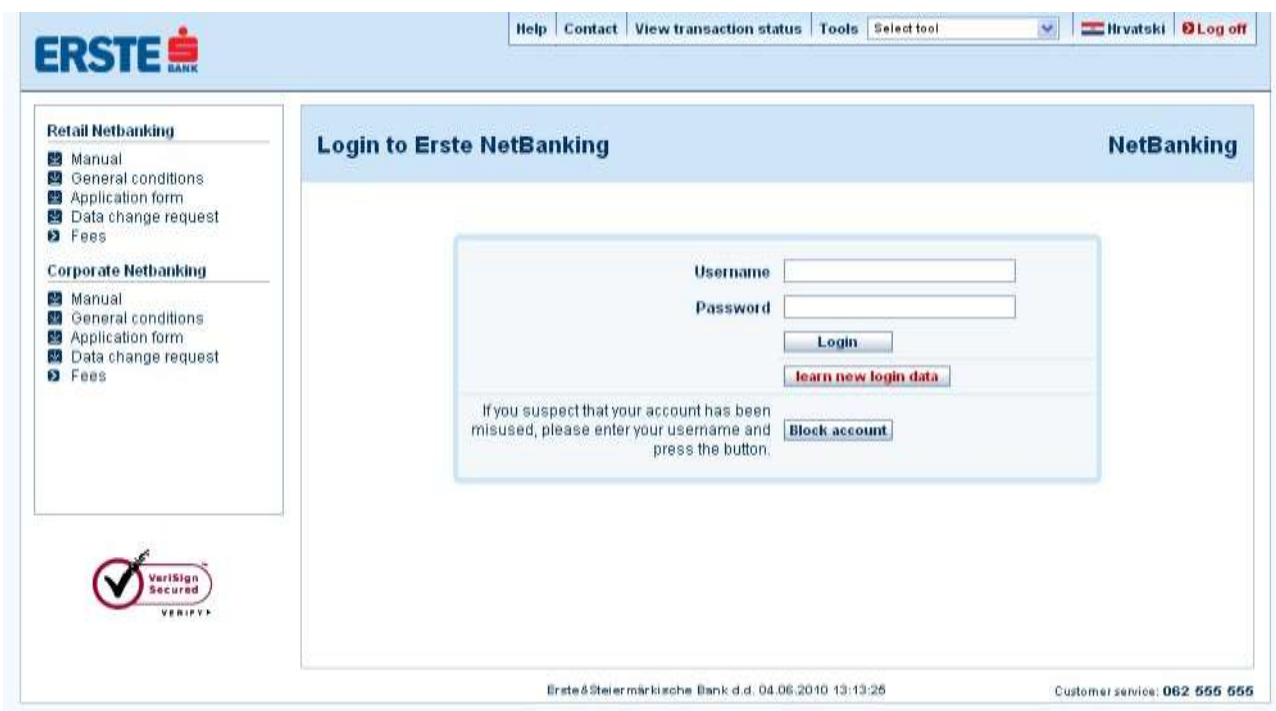 Help Contact View transaction status Tools Select tool Hrvatski Log off
ERSTE
BANK
Retail Netbanking
Manual
General conditions
Application form
Data change request
Fees
Corporate Netbanking
Manual
General conditions
Application form
Data change request
Fees
Login to Erste NetBanking NetBanking
Username
Password
Login
learn new login data
If you suspect that your account has been
misused, please enter your username and
press the button.
Block account
VeriSign
Secured
VERIFY
Erste&Steiermärkische Bank d.d. 04.06.2010 13:13:26
Customer service: 062 555 555